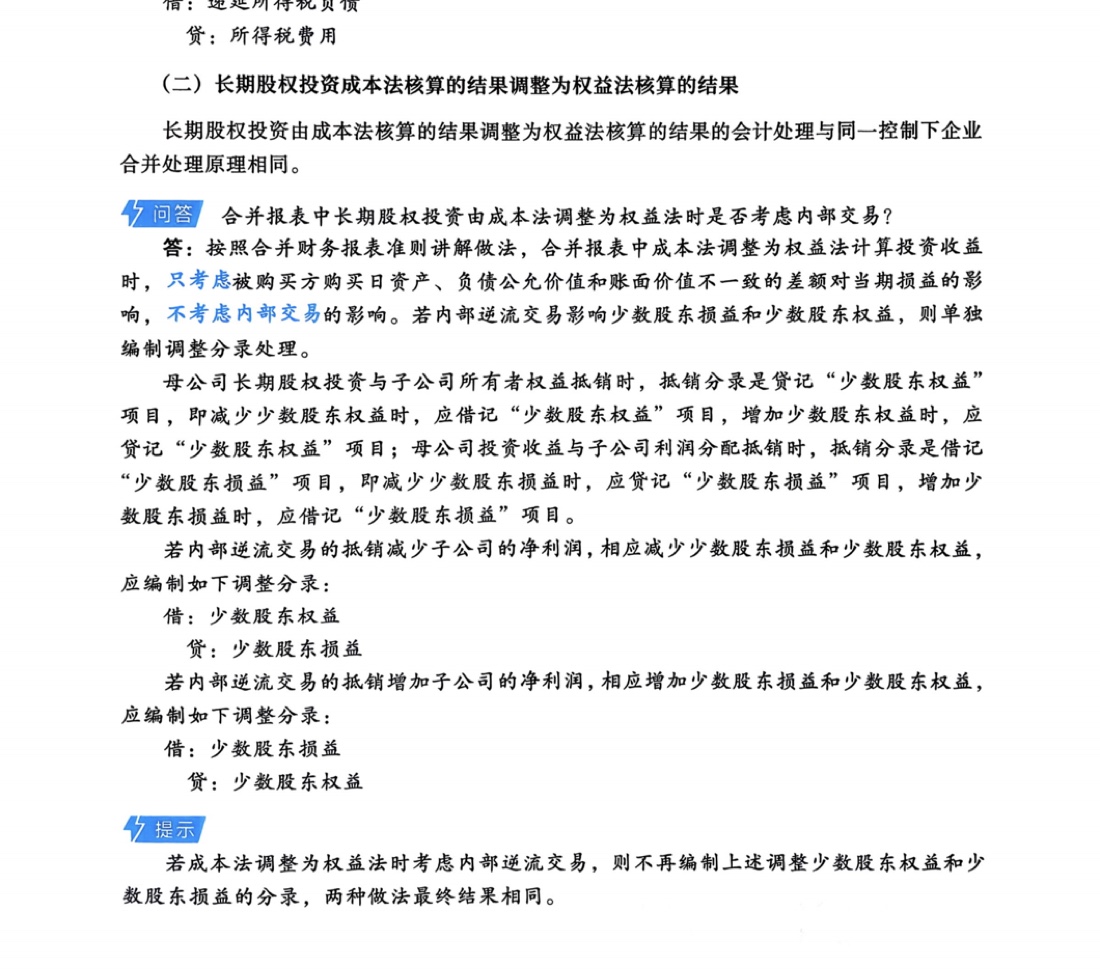 借：递延所得税负债
贷：所得税费用
（二）长期股权投资成本法核算的结果调整为权益法核算的结果
长期股权投资由成本法核算的结果调整为权益法核算的结果的会计处理与同一控制下企业
合并处理原理相同。
问答 合并报表中长期股权投资由成本法调整为权益法时是否考虑内部交易？
答：按照合并财务报表准则讲解做法，合并报表中成本法调整为权益法计算投资收益
时，只考虑被购买方购买日资产、负债公允价值和账面价值不一致的差额对当期损益的影
响，不考虑内部交易的影响。若内部逆流交易影响少数股东损益和少数股东权益，则单独
编制调整分录处理。
母公司长期股权投资与子公司所有者权益抵销时，抵销分录是贷记“少数股东权益”
项目，即减少少数股东权益时，应借记“少数股东权益”项目，增加少数股东权益时，应
贷记“少数股东权益”项目；母公司投资收益与子公司利润分配抵销时，抵销分录是借记
“少数股东损益”项目，即减少少数股东损益时，应贷记“少数股东损益”项目，增加少
数股东损益时，应借记“少数股东损益”项目。
若内部逆流交易的抵销减少子公司的净利润，相应减少少数股东损益和少数股东权益，
应编制如下调整分录：
借：少数股东权益
贷：少数股东损益
若内部逆流交易的抵销增加子公司的净利润，相应增加少数股东损益和少数股东权益，
应编制如下调整分录：
借：少数股东损益
贷：少数股东权益
提示
若成本法调整为权益法时考虑内部逆流交易，则不再编制上述调整少数股东权益和少
数股东损益的分录，两种做法最终结果相同。